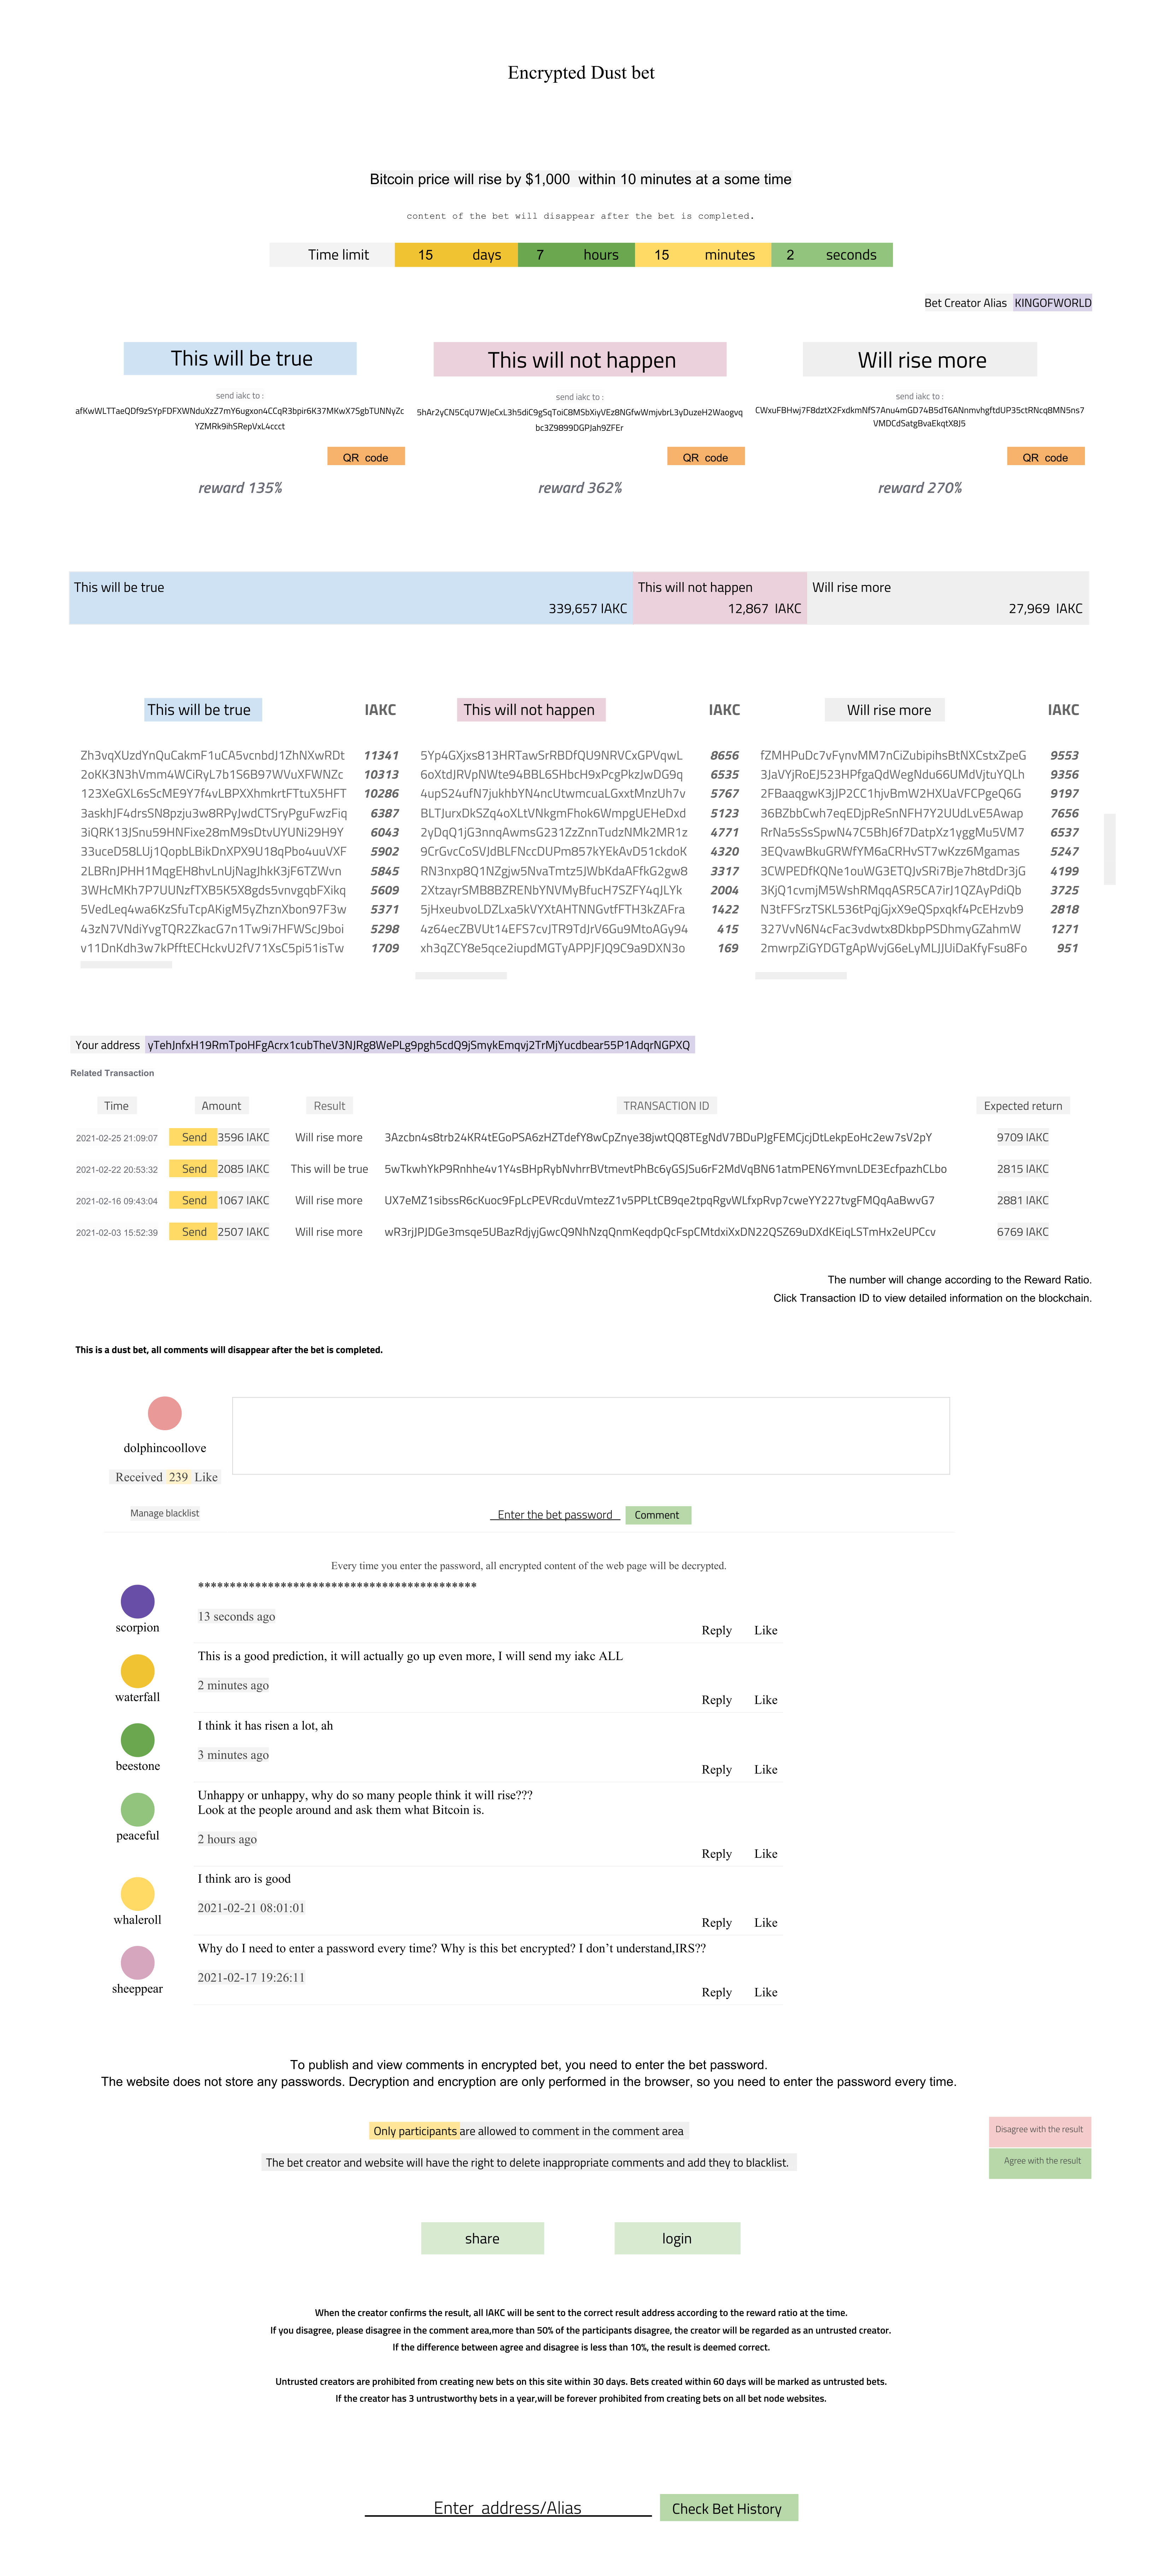 Encrypted Dust bet
Bitcoin price will rise by $1,000 within 10 minutes at a some time
content of the bet will disappear after the bet is completed.
Time limit 15 days 7 hours 15 minutes 2 seconds
Bet Creator Alias KINGOFWORLD
This will be true
send iakc to :
afKwWLTTaeQDf9zSYpFDFXWNduXzZ7mY6ugxon4CCqR3bpir6K37MKwX7SgbTUNNyZc
YZMRk9ihSRepVxL4ccct
QR code
reward 135%
This will not happen
send iakc to :
5hAr2yCN5CqU7WJeCxL3h5diC9gSqToiC8MSbXiyVEz8NGfwWmjvbrL3yDuzeH2Waogvq
bc3Z9899DGPJah9ZFEr
QR code
reward 362%
Will rise more
send iakc to :
CWxuFBHwj7F8dztX2FxdkmNfS7Anu4mGD74B5dT6ANnmvhgftdUP35ctRNcq8MN5ns7
VMDCdSatgBvaEkqtX8J5
QR code
reward 270%
This will be true
339,657 IAKC
This will not happen
12,867 IAKC
Will rise more
27,969 IAKC
This will be true IAKC
Zh3vqXUzdYnQuCakmF1uCA5vcnbdJ1ZhNXwRDt 11341
2oKK3N3hVmm4WCiRyL7b1S6B97WVuXFWNZc 10313
123XeGXL6sScME9Y7f4vLBPXXhmkrtFTtuX5HFT 10286
3askhJF4drsSN8pzju3w8RPyJwdCTSryPguFwzFiq 6387
3iQRK13JSnu59HNFixe28mM9sDtvUYUNi29H9Y 6043
33uceD58LUj1QopbLBikDnXPX9U18qPbo4uuVXF 5902
2LBRnJPHH1MqgEH8hvLnUjNagJhkK3jF6TZWvn 5845
3WHcMKh7P7UUNzfTXB5K5X8gds5vnvgqbFXikq 5609
5VedLeq4wa6KzSfuTcpAKigM5yZhznXbon97F3w 5371
43zN7VNdiYvgTQR2ZkacG7n1Tw9i7HFWScJ9boi 5298
v11DnKdh3w7kPfftECHckvU2fV71XsC5pi51isTw 1709
This will not happen IAKC
5Yp4GXjxs813HRTawSrRBDfQU9NRVCxGPVqwL 8656
6oXtdJRVpNWte94BBL6SHbcH9xPcgPkzJwDG9q 6535
4upS24ufN7jukhbYN4ncUtwmcuaLGxxtMnzUh7v 5767
BLTJurxDkSZq4oXLtVNkgmFhok6WmpgUEHeDxd 5123
2yDqQ1jG3nnqAwmsG231ZzZnnTudzNMk2MR1z 4771
9CrGvcCoSVJdBLFNccDUPm857kYEkAvD51ckdoK 4320
RN3nxp8Q1NZgjw5NvaTmtz5JWbKdaAFfkG2gw8 3317
2XtzayrSMB8BZRENbYNVMyBfucH7SZFY4qJLYk 2004
5jHxeubvoLDZLxa5kVYXtAHTNNGvtfFTH3kZAFra 1422
4z64ecZBVUt14EFS7cvJTR9TdJrV6Gu9MtoAGy94 415
xh3qZCY8e5qce2iupdMGTyAPPJFJQ9C9a9DXN3o 169
Will rise more IAKC
fZMHPuDc7vFynvMM7nCiZubipihsBtNXCstxZpeG 9553
3JaVYjRoEJ523HPfgaQdWegNdu66UMdVjtuYQLh 9356
2FBaaqgwK3jJP2CC1hjvBmW2HXUaVFCPgeQ6G 9197
36BZbbCwh7eqEDjpReSnNFH7Y2UUdLvE5Awap 7656
RrNa5sSsSpwN47C5BhJ6f7DatpXz1yggMu5VM7 6537
3EQvawBkuGRWfYM6aCRHvST7wKzz6Mgamas 5247
3CWPEDfKQNe1ouWG3ETQJvSRi7Bje7h8tdDr3jG 4199
3KjQ1cvmjM5WshRMqqASR5CA7irJ1QZAyPdiQb 3725
N3tFFSrzTSKL536tPqjGjxX9eQSpxqkf4PcEHzvb9 2818
327VvN6N4cFac3vdwtx8DkbpPSDhmyGZahmW 1271
2mwrpZiGYDGTgApWvjG6eLyMLJJUiDaKfyFsu8Fo 951
Your address yTehJnfxH19RmTpoHFgAcrx1cubTheV3NJRg8WePLg9pgh5cdQ9jSmykEmqvj2TrMjYucdbear55P1AdqrNGPXQ
Related Transaction
Time Amount Result TRANSACTION ID Expected return
2021-02-25 21:09:07 Send 3596 IAKC Will rise more 3Azcbn4s8trb24KR4tEGoPSA6zHZTdefY8wCpZnye38jwtQQ8TEgNdV7BDuPJgFEMCjcjDtLekpEoHc2ew7sV2pY 9709 IAKC
2021-02-22 20:53:32 Send 2085 IAKC This will be true 5wTkwhYkP9Rnhhe4v1Y4sBHpRybNvhrrBVtmevtPhBc6yGSJSu6rF2MdVqBN61atmPEN6YmvnLDE3EcfpazhCLbo 2815 IAKC
2021-02-16 09:43:04 Send 1067 IAKC Will rise more UX7eMZ1sibssR6cKuoc9FpLcPEVRcduVmtezZ1v5PPLtCB9qe2tpqRgvWLfxpRvp7cweYY227tvgFMQqAaBwvG7 2881 IAKC
2021-02-03 15:52:39 Send 2507 IAKC Will rise more wR3rjJPJDGe3msqe5UBazRdjyjGwcQ9NhNzqQnmKeqdpQcFspCMtdxiXxDN22QSZ69uDXdKEiqLSTmHx2eUPCcv 6769 IAKC
The number will change according to the Reward Ratio.
Click Transaction ID to view detailed information on the blockchain.
This is a dust bet, all comments will disappear after the bet is completed.
dolphincoollove
Received 239 Like
Manage blacklist
Enter the bet password Comment
Every time you enter the password, all encrypted content of the web page will be decrypted.
********************************************
scorpion
13 seconds ago
Reply Like
This is a good prediction, it will actually go up even more, I will send my iakc ALL
waterfall
2 minutes ago
Reply Like
I think it has risen a lot, ah
beestone
3 minutes ago
Reply Like
Unhappy or unhappy, why do so many people think it will rise???
Look at the people around and ask them what Bitcoin is.
peaceful
2 hours ago
Reply Like
I think aro is good
whaleroll
2021-02-21 08:01:01
Reply Like
Why do I need to enter a password every time? Why is this bet encrypted? I don’t understand,IRS??
sheeppear
2021-02-17 19:26:11
Reply Like
To publish and view comments in encrypted bet, you need to enter the bet password.
The website does not store any passwords. Decryption and encryption are only performed in the browser, so you need to enter the password every time.
Only participants are allowed to comment in the comment area
The bet creator and website will have the right to delete inappropriate comments and add they to blacklist.
Disagree with the result
Agree with the result
share login
When the creator confirms the result, all IAKC will be sent to the correct result address according to the reward ratio at the time.
If you disagree, please disagree in the comment area,more than 50% of the participants disagree, the creator will be regarded as an untrusted creator.
If the difference between agree and disagree is less than 10%, the result is deemed correct.
Untrusted creators are prohibited from creating new bets on this site within 30 days. Bets created within 60 days will be marked as untrusted bets.
If the creator has 3 untrustworthy bets in a year,will be forever prohibited from creating bets on all bet node websites.
Enter address/Alias Check Bet History